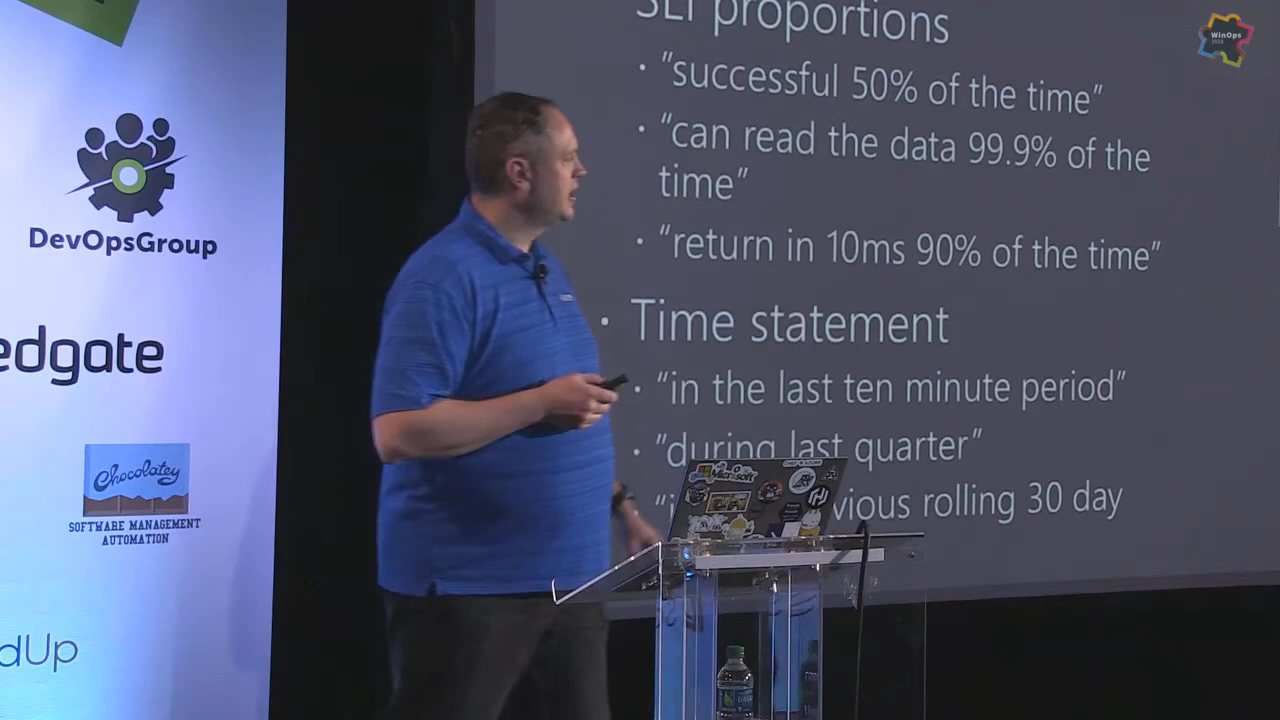 DevOpsGroup
edgate
Chocolatey
SOFTWARE MANAGEMENT
AUTOMATION
dUp
SLI proportions
• "successful 50% of the time"
• "can read the data 99.9% of the
time"
• "return in 10ms 90% of the time"
• Time statement
• "in the last ten minute period"
• "during last quarter"
vious rolling 30 day
Microsoft
WinOps